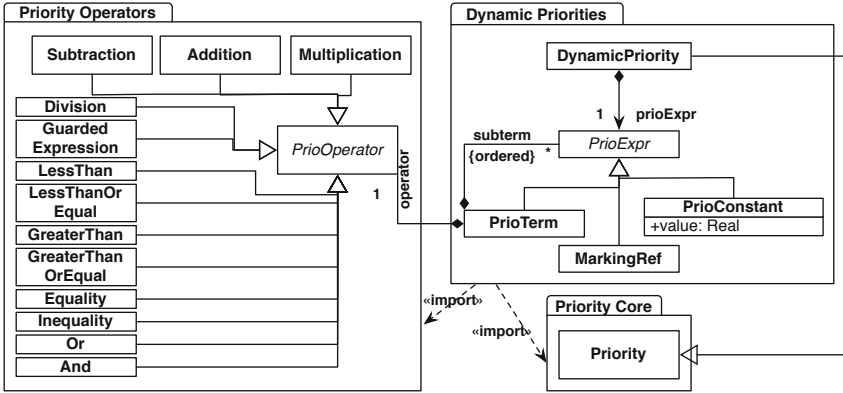 Priority Operators
Subtraction
Addition
Multiplication
Division
Guarded
Expression
LessThan
LessThanOr
Equal
GreaterThan
GreaterThan
OrEqual
Equality
Inequality
Or
And
PrioOperator
1
operator
Dynamic Priorities
DynamicPriority
1
prioExpr
subterm
{ordered}
*
PrioExpr
PrioTerm
PrioConstant
+value: Real
MarkingRef
«import»
«import»
Priority Core
Priority